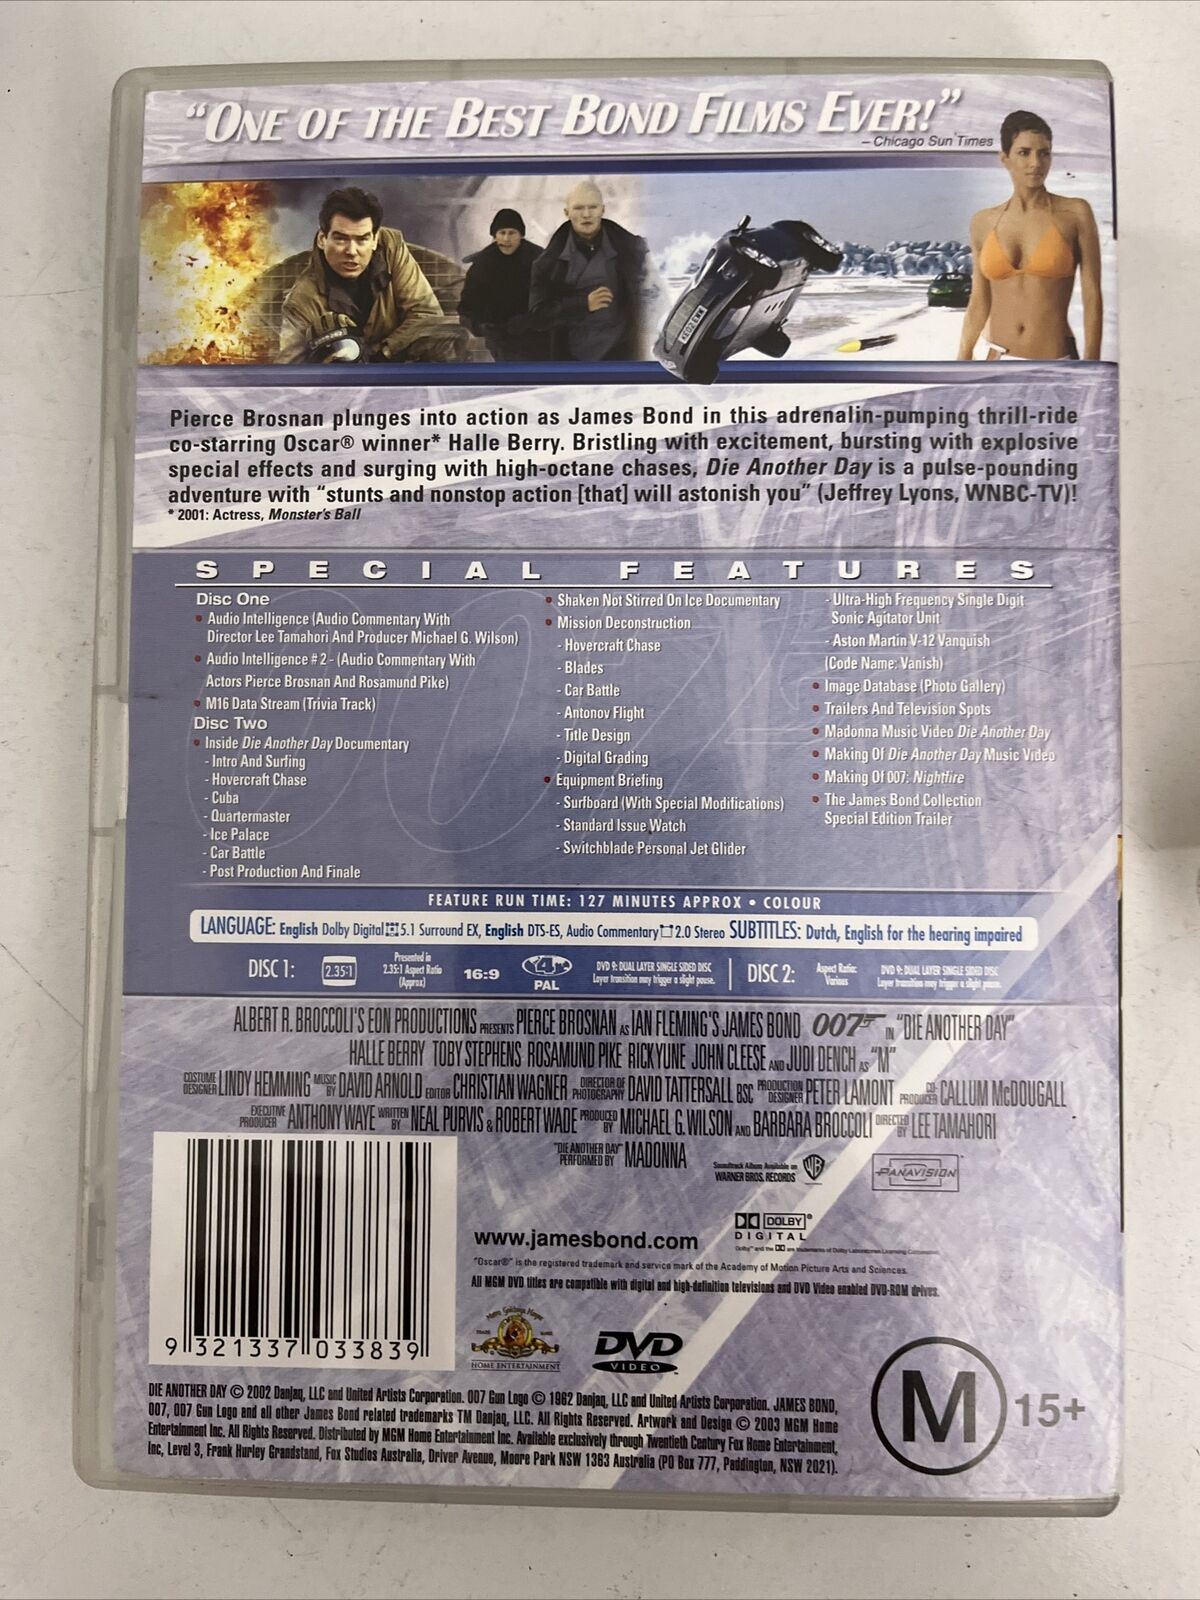 "ONE OF THE BEST BOND FILMS EVER!"
– Chicago Sun Times
KE02 EWW
Pierce Brosnan plunges into action as James Bond in this adrenalin-pumping thrill-ride
co-starring Oscar® winner* Halle Berry. Bristling with excitement, bursting with explosive
special effects and surging with high-octane chases, Die Another Day is a pulse-pounding
adventure with “stunts and nonstop action [that] will astonish you” (Jeffrey Lyons, WNBC-TV)!
* 2001: Actress, Monster's Ball
SPECIAL FEATURES
Disc One
• Audio Intelligence (Audio Commentary With
Director Lee Tamahori And Producer Michael G. Wilson)
• Audio Intelligence #2 - (Audio Commentary With
Actors Pierce Brosnan And Rosamund Pike)
• M16 Data Stream (Trivia Track)
Disc Two
• Inside Die Another Day Documentary
- Intro And Surfing
- Hovercraft Chase
- Cuba
- Quartermaster
- Ice Palace
- Car Battle
- Post Production And Finale
• Shaken Not Stirred On Ice Documentary
• Mission Deconstruction
- Hovercraft Chase
- Blades
- Car Battle
- Antonov Flight
- Title Design
- Digital Grading
• Equipment Briefing
- Surfboard (With Special Modifications)
- Standard Issue Watch
- Switchblade Personal Jet Glider
- Ultra-High Frequency Single Digit
Sonic Agitator Unit
- Aston Martin V-12 Vanquish
(Code Name: Vanish)
• Image Database (Photo Gallery)
• Trailers And Television Spots
• Madonna Music Video Die Another Day
• Making Of Die Another Day Music Video
• Making Of 007: Nightfire
• The James Bond Collection
Special Edition Trailer
FEATURE RUN TIME: 127 MINUTES APPROX • COLOUR
LANGUAGE: English Dolby Digital 5.1 Surround EX, English DTS-ES, Audio Commentary 2.0 Stereo SUBTITLES: Dutch, English for the hearing impaired
DISC 1:
2.35:1
Presented in
2.35:1 Aspect Ratio
(Approx)
16:9
4
PAL
DVD 9: DUAL LAYER SINGLE SIDED DISC
Layer transition may trigger a slight pause.
DISC 2:
Aspect Ratio:
Various
DVD 9: DUAL LAYER SINGLE SIDED DISC
Layer transition may trigger a slight pause.
ALBERT R. BROCCOLI'S EON PRODUCTIONS PRESENTS PIERCE BROSNAN AS IAN FLEMING'S JAMES BOND 007 IN "DIE ANOTHER DAY"
HALLE BERRY TOBY STEPHENS ROSAMUND PIKE RICK YUNE JOHN CLEESE AND JUDI DENCH AS "M"
COSTUME DESIGNER LINDY HEMMING MUSIC BY DAVID ARNOLD EDITOR CHRISTIAN WAGNER DIRECTOR OF PHOTOGRAPHY DAVID TATTERSALL BSC PRODUCTION DESIGNER PETER LAMONT CO-PRODUCER CALLUM McDOUGALL
EXECUTIVE PRODUCER ANTHONY WAYE WRITTEN BY NEAL PURVIS & ROBERT WADE PRODUCED BY MICHAEL G. WILSON AND BARBARA BROCCOLI DIRECTED BY LEE TAMAHORI
"DIE ANOTHER DAY" PERFORMED BY MADONNA
Soundtrack Album Available on
WARNER BROS. RECORDS
WB
PANAVISION
www.jamesbond.com
DOLBY®
DIGITAL
Dolby™ and the DD are trademarks of Dolby Laboratories Licensing Corporation
"Oscar®" is the registered trademark and service mark of the Academy of Motion Picture Arts and Sciences.
All MGM DVD titles are compatible with digital and high-definition televisions and DVD Video enabled DVD-ROM drives.
Metro Goldwyn Mayer
TRADE MARK
HOME ENTERTAINMENT
DVD
VIDEO
9 321337 033839
M 15+
DIE ANOTHER DAY © 2002 Danjaq, LLC and United Artists Corporation. 007 Gun Logo © 1962 Danjaq, LLC and United Artists Corporation. JAMES BOND,
007, 007 Gun Logo and all other James Bond related trademarks TM Danjaq, LLC. All Rights Reserved. Artwork and Design © 2003 MGM Home
Entertainment Inc. All Rights Reserved. Distributed by MGM Home Entertainment Inc. Available exclusively through Twentieth Century Fox Home Entertainment,
Inc, Level 3, Frank Hurley Grandstand, Fox Studios Australia, Driver Avenue, Moore Park NSW 1363 Australia (PO Box 777, Paddington, NSW 2021).